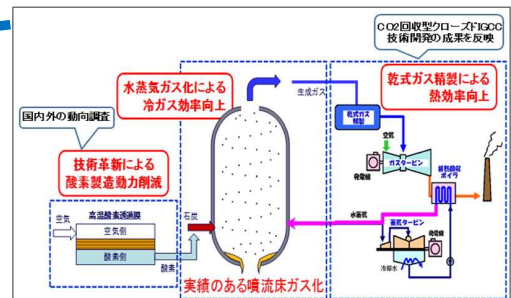 CO2回収型クローズドIGCC
技術開発の成果を反映
水蒸気ガス化による
冷ガス効率向上
乾式ガス精製による
熱効率向上
国内外の動向調査
技術革新による
酸素製造動力削減
生成ガス
乾式ガス
精製
空気
ガスタービン
発電機
排熱回収
ボイラ
水蒸気
蒸気タービン
発電機
冷却水
空気
高温酸素透過膜
空気側
酸素側
石炭
酸素
実績のある噴流床ガス化